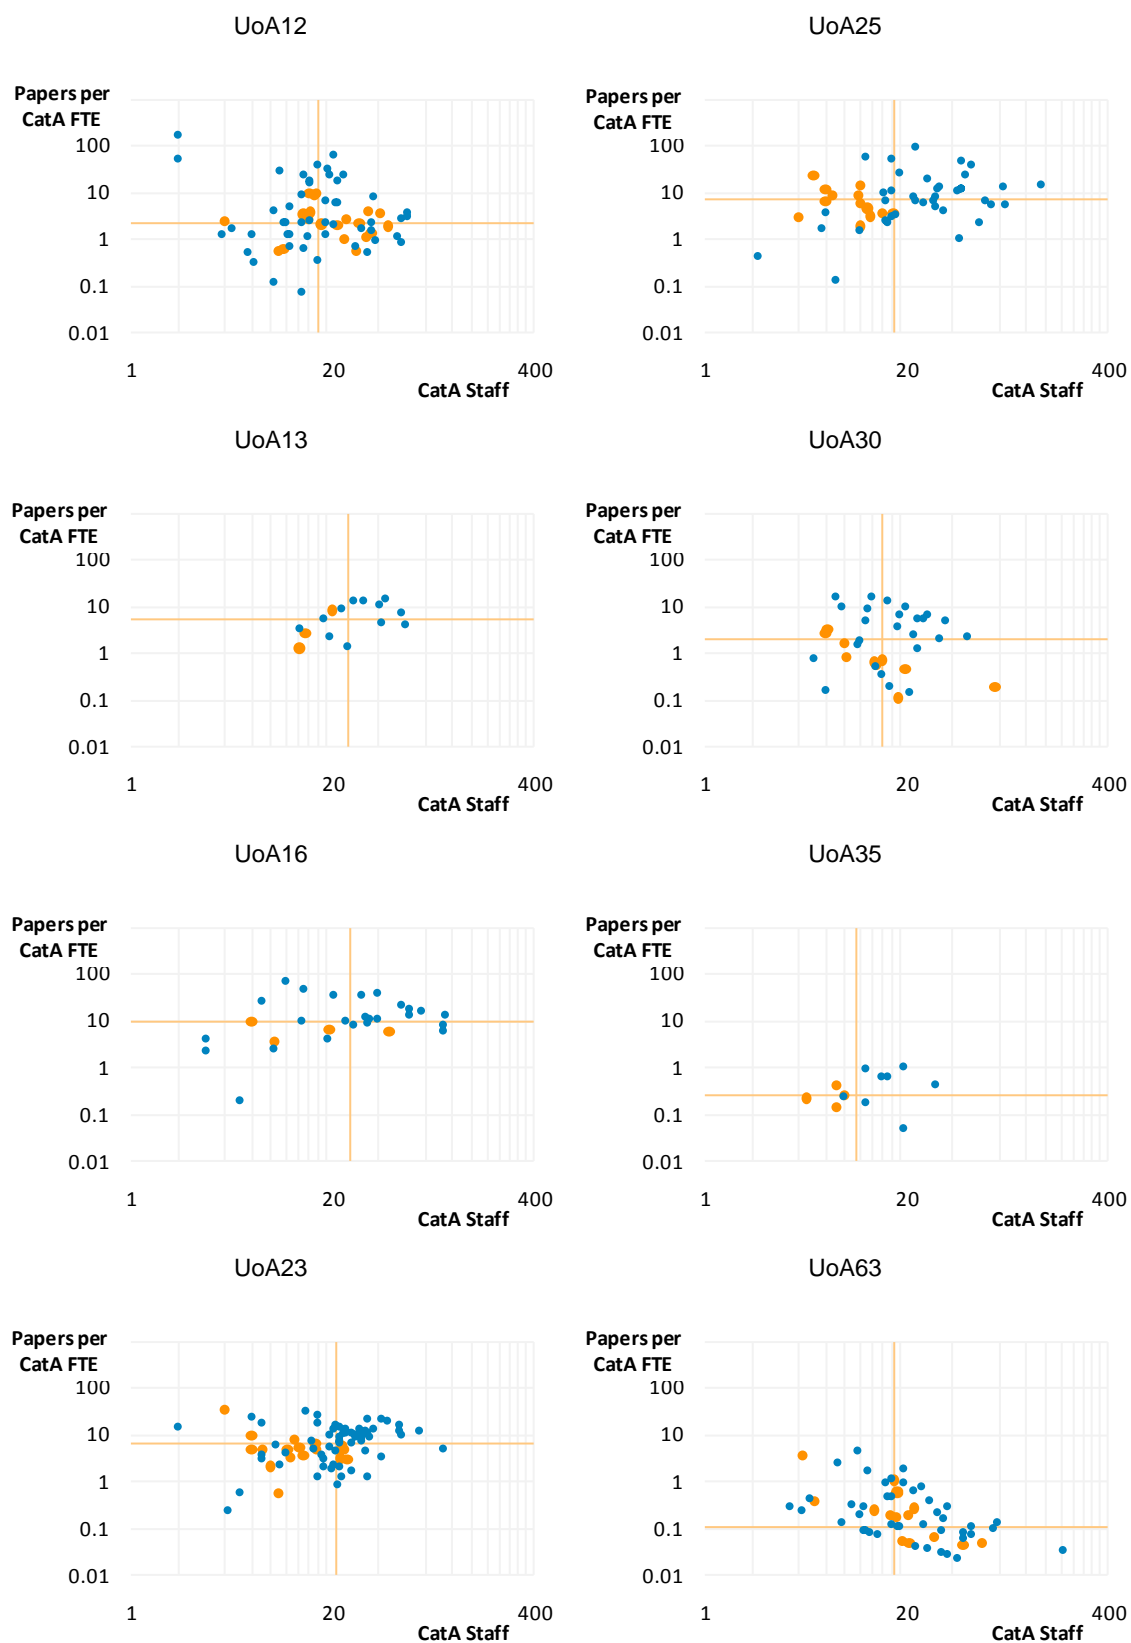 UoA12
Papers per
CatA FTE
100
10
1
0.1
0.01
1 20 400
CatA Staff
UoA25
Papers per
CatA FTE
100
10
1
0.1
0.01
1 20 400
CatA Staff
UoA13
Papers per
CatA FTE
100
10
1
0.1
0.01
1 20 400
CatA Staff
UoA30
Papers per
CatA FTE
100
10
1
0.1
0.01
1 20 400
CatA Staff
UoA16
Papers per
CatA FTE
100
10
1
0.1
0.01
1 20 400
CatA Staff
UoA35
Papers per
CatA FTE
100
10
1
0.1
0.01
1 20 400
CatA Staff
UoA23
Papers per
CatA FTE
100
10
1
0.1
0.01
1 20 400
CatA Staff
UoA63
Papers per
CatA FTE
100
10
1
0.1
0.01
1 20 400
CatA Staff